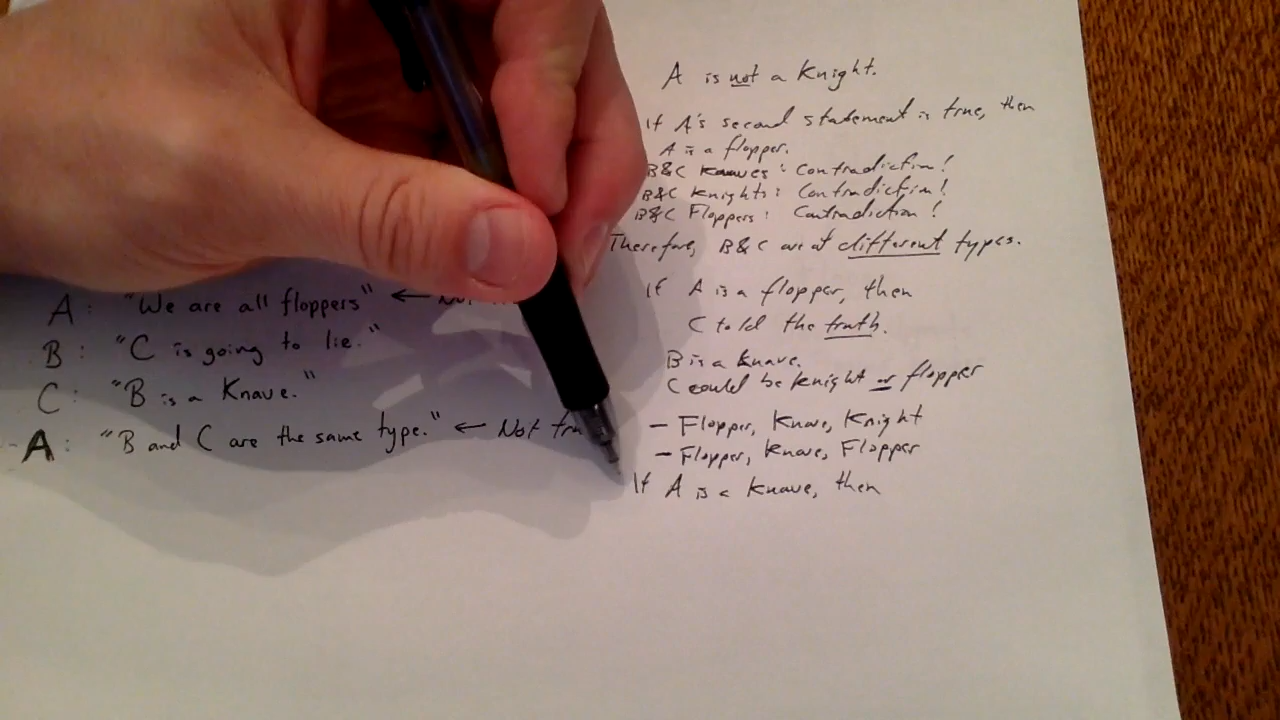 A is not a Knight.
If A's second statement is true, then
A is a flopper.
B&C Knaves: Contradiction!
B&C Knights: Contradiction!
B&C Floppers: Contradiction!
Therefore, B&C are of different types.
If A is a flopper, then
C told the truth.
B is a Knave.
C could be knight or flopper
- Flopper, Knave, Knight
- Flopper, Knave, Flopper
If A is a knave, then
A: "We are all floppers" ← Not
B: "C is going to lie."
C: "B is a Knave."
A: "B and C are the same type." ← Not